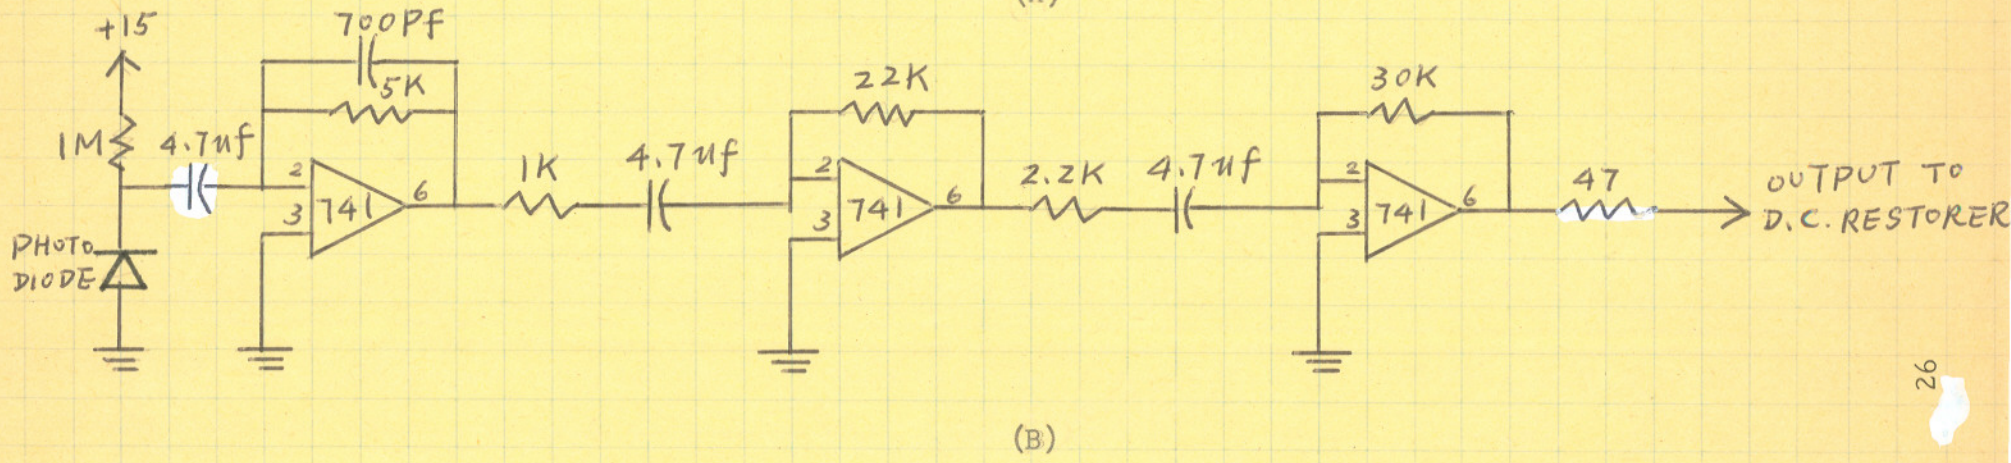 +15
700Pf
5K
1M
4.7uf
2
3
741
6
PHOTO
DIODE
1K
4.7uf
22K
2
3
741
6
2.2K
4.7uf
30K
2
3
741
6
47
OUTPUT TO
D.C. RESTORER
26
(B)